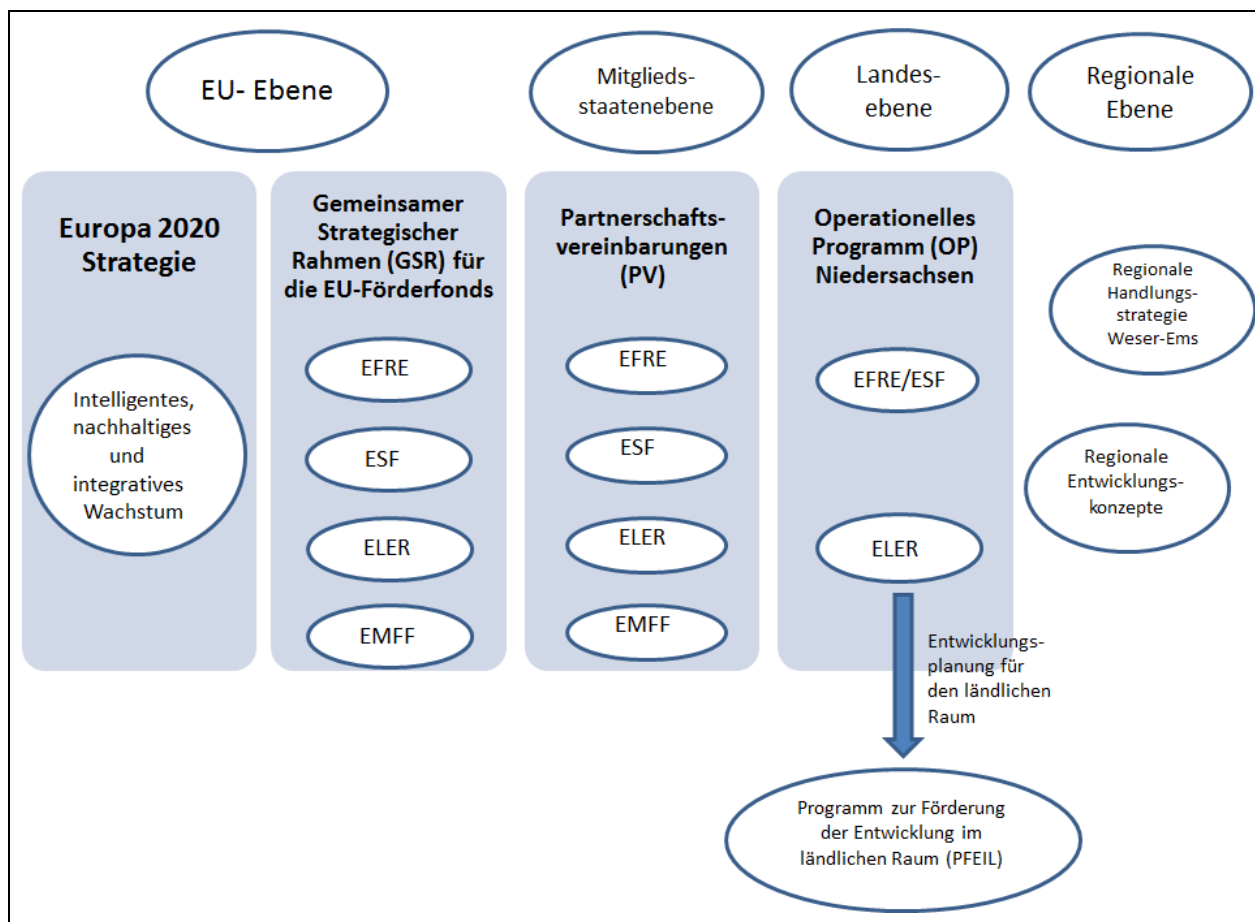 EU- Ebene
Mitglieds-
staatenebene
Landes-
ebene
Regionale
Ebene
Europa 2020
Strategie
Intelligentes,
nachhaltiges
und
integratives
Wachstum
Gemeinsamer
Strategischer
Rahmen (GSR) für
die EU-Förderfonds
EFRE
ESF
ELER
EMFF
Partnerschafts-
vereinbarungen
(PV)
EFRE
ESF
ELER
EMFF
Operationelles
Programm (OP)
Niedersachsen
EFRE/ESF
ELER
Entwicklungs-
planung für
den ländlichen
Raum
Programm zur Förderung
der Entwicklung im
ländlichen Raum (PFEIL)
Regionale
Handlungs-
strategie
Weser-Ems
Regionale
Entwicklungs-
konzepte